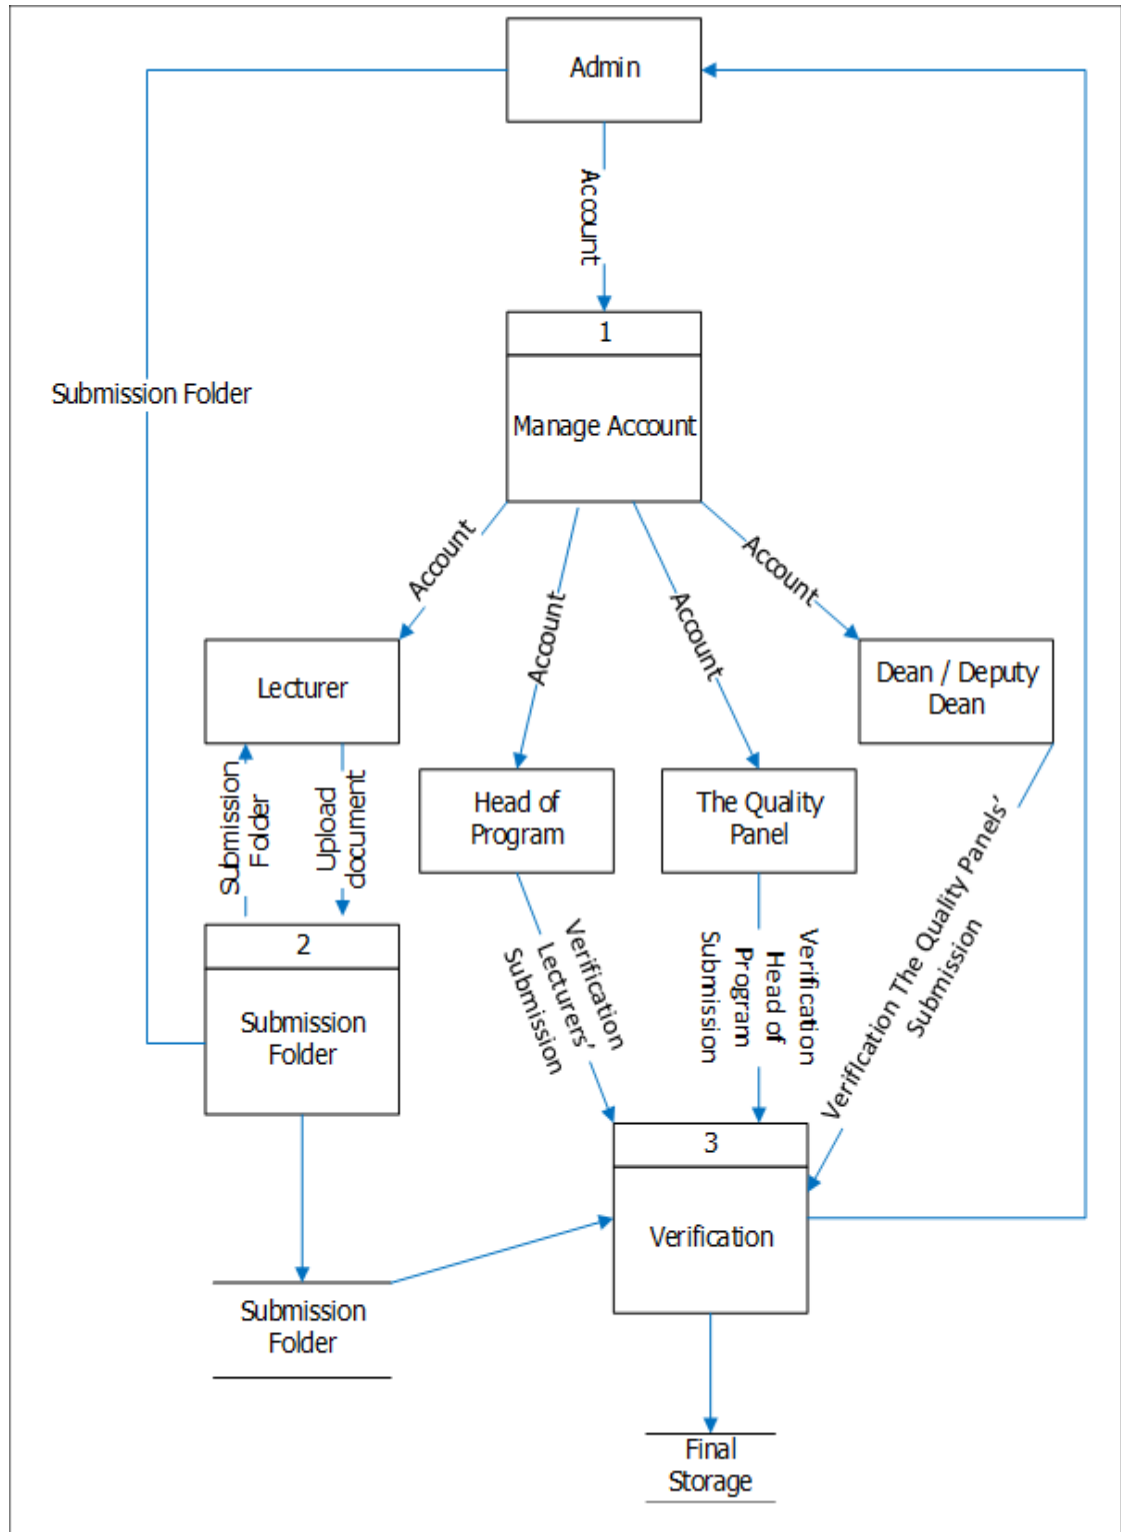 Admin
Account
1
Submission Folder
Manage Account
Account
Account
Account
Account
Lecturer
Dean / Deputy
Dean
Submission
Folder
Upload
document
Head of
Program
The Quality
Panel
2
Submission
Folder
Verification
Lecturers’
Submission
Verification
Head of
Program
Submission
Verification The Quality Panels’
Submission
3
Verification
Submission
Folder
Final
Storage